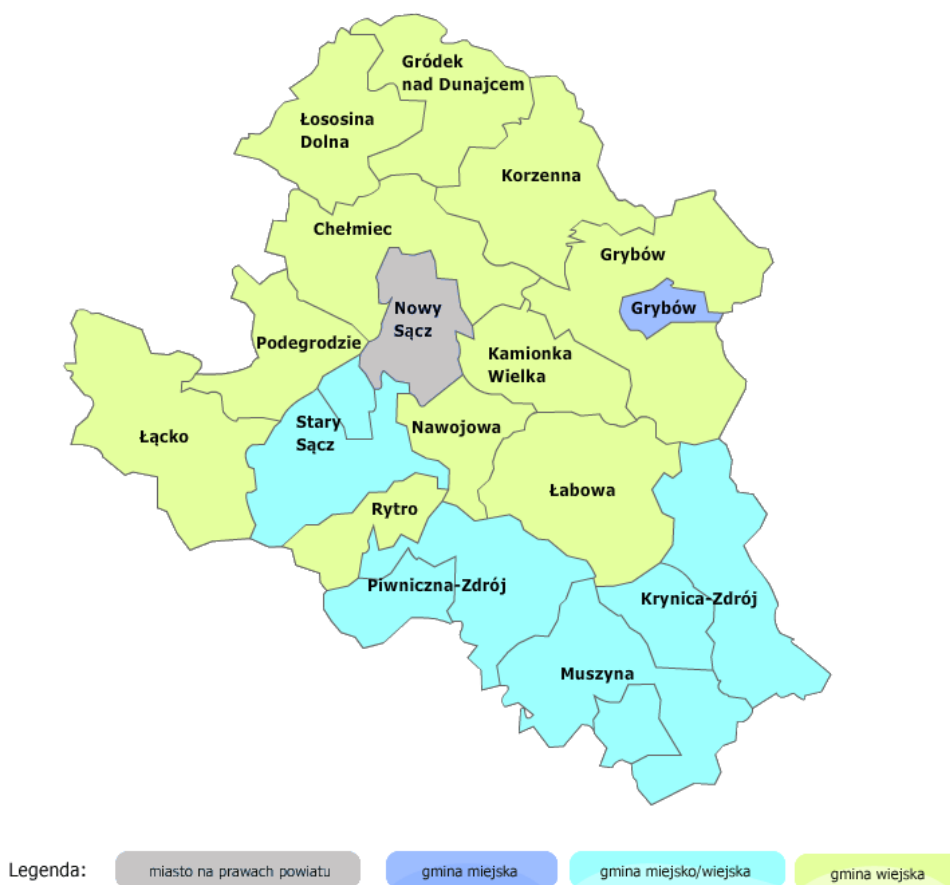 Gródek
nad Dunajcem
Łososina
Dolna
Korzenna
Chełmiec
Grybów
Nowy
Sącz
Grybów
Podegrodzie
Kamionka
Wielka
Łącko
Stary
Sącz
Nawojowa
Łabowa
Rytro
Piwniczna-Zdrój
Krynica-Zdrój
Muszyna
Legenda:
miasto na prawach powiatu
gmina miejska
gmina miejsko/wiejska
gmina wiejska